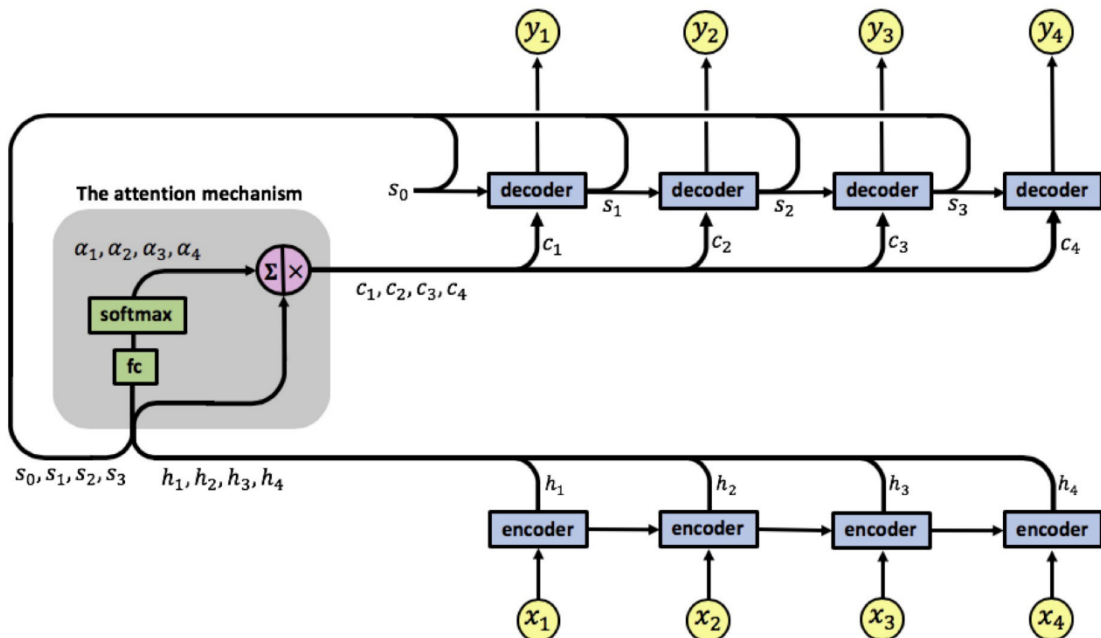 y₁ y₂ y₃ y₄
The attention mechanism
s₀ decoder s₁ decoder s₂ decoder s₃ decoder
α₁, α₂, α₃, α₄
c₁ c₂ c₃ c₄
Σ ×
c₁, c₂, c₃, c₄
softmax
fc
s₀, s₁, s₂, s₃ h₁, h₂, h₃, h₄
h₁ h₂ h₃ h₄
encoder encoder encoder encoder
x₁ x₂ x₃ x₄